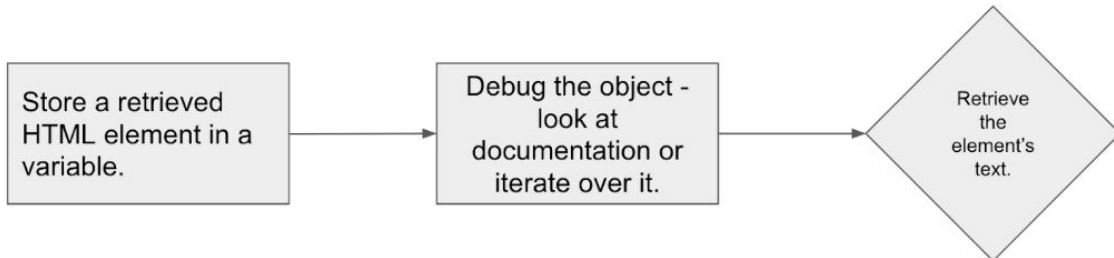 Store a retrieved
HTML element in a
variable.
Debug the object -
look at
documentation or
iterate over it.
Retrieve
the
element's
text.